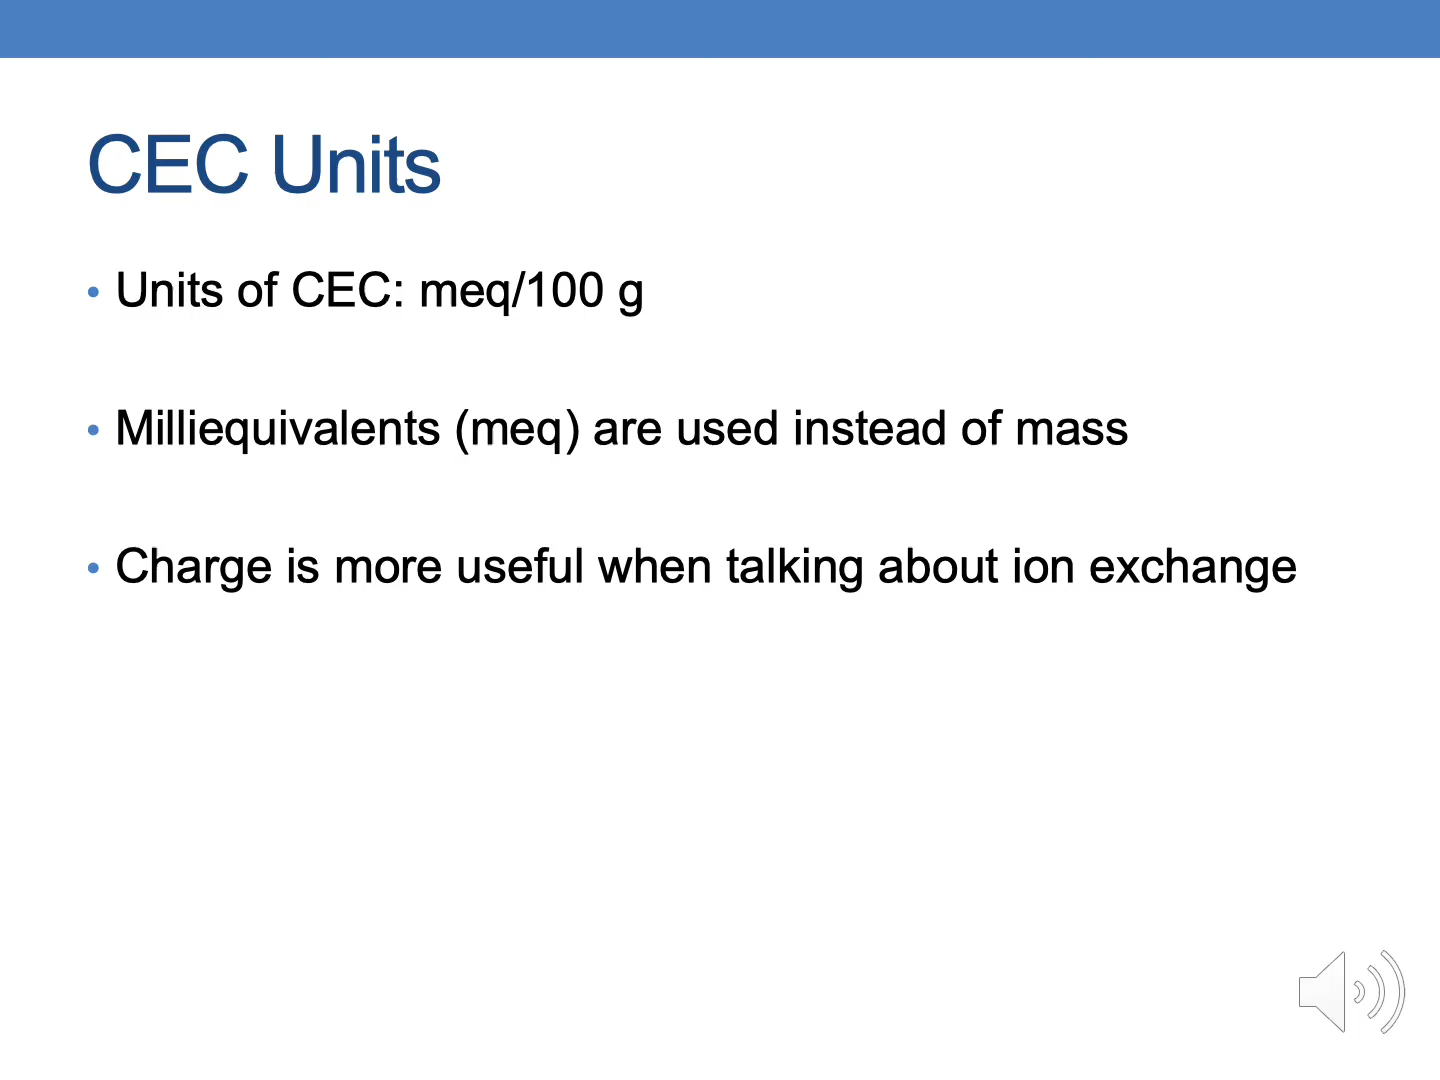 CEC Units
• Units of CEC: meq/100 g
• Milliequivalents (meq) are used instead of mass
• Charge is more useful when talking about ion exchange